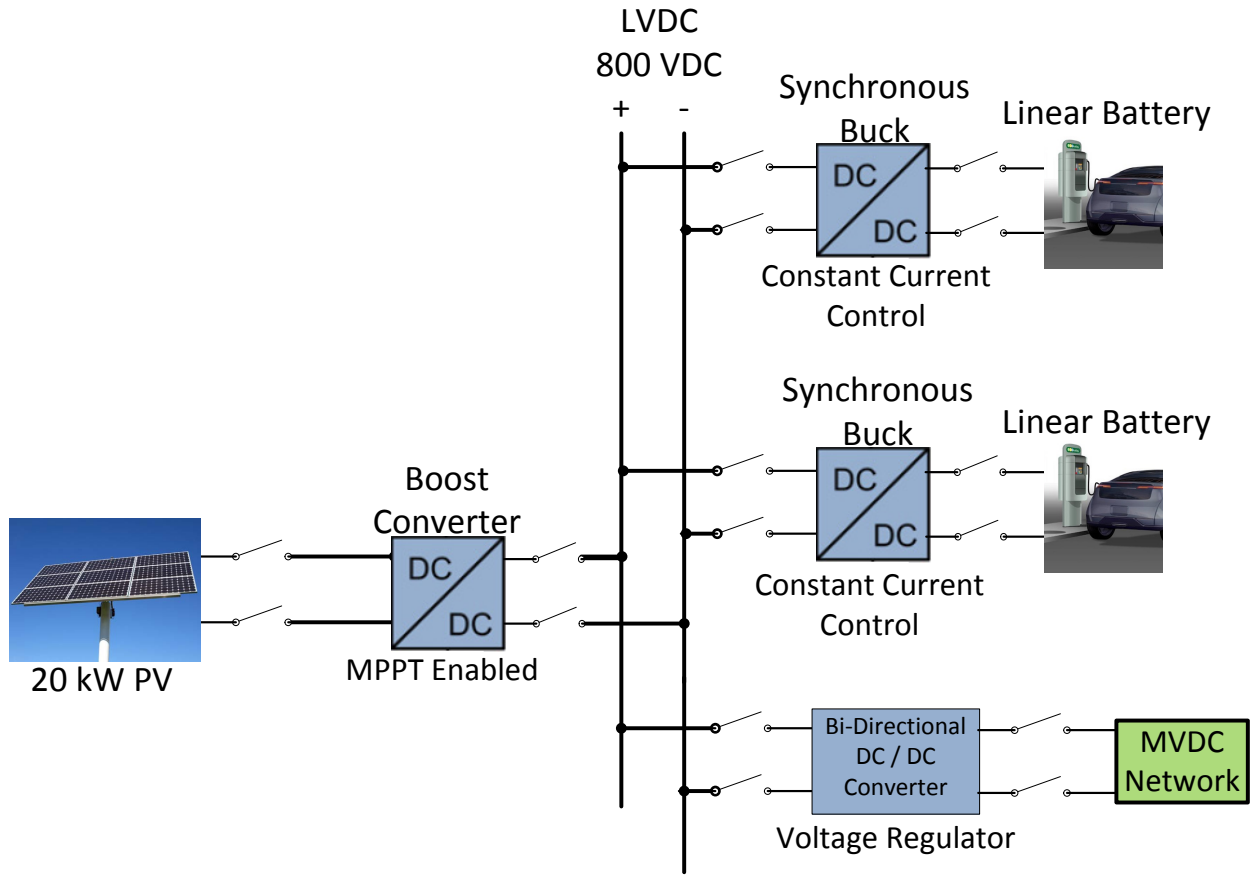 LVDC
800 VDC
+ -
Synchronous
Buck
DC
DC
Constant Current
Control
Linear Battery
Synchronous
Buck
DC
DC
Constant Current
Control
Linear Battery
Boost
Converter
DC
DC
MPPT Enabled
20 kW PV
Bi-Directional
DC / DC
Converter
Voltage Regulator
MVDC
Network